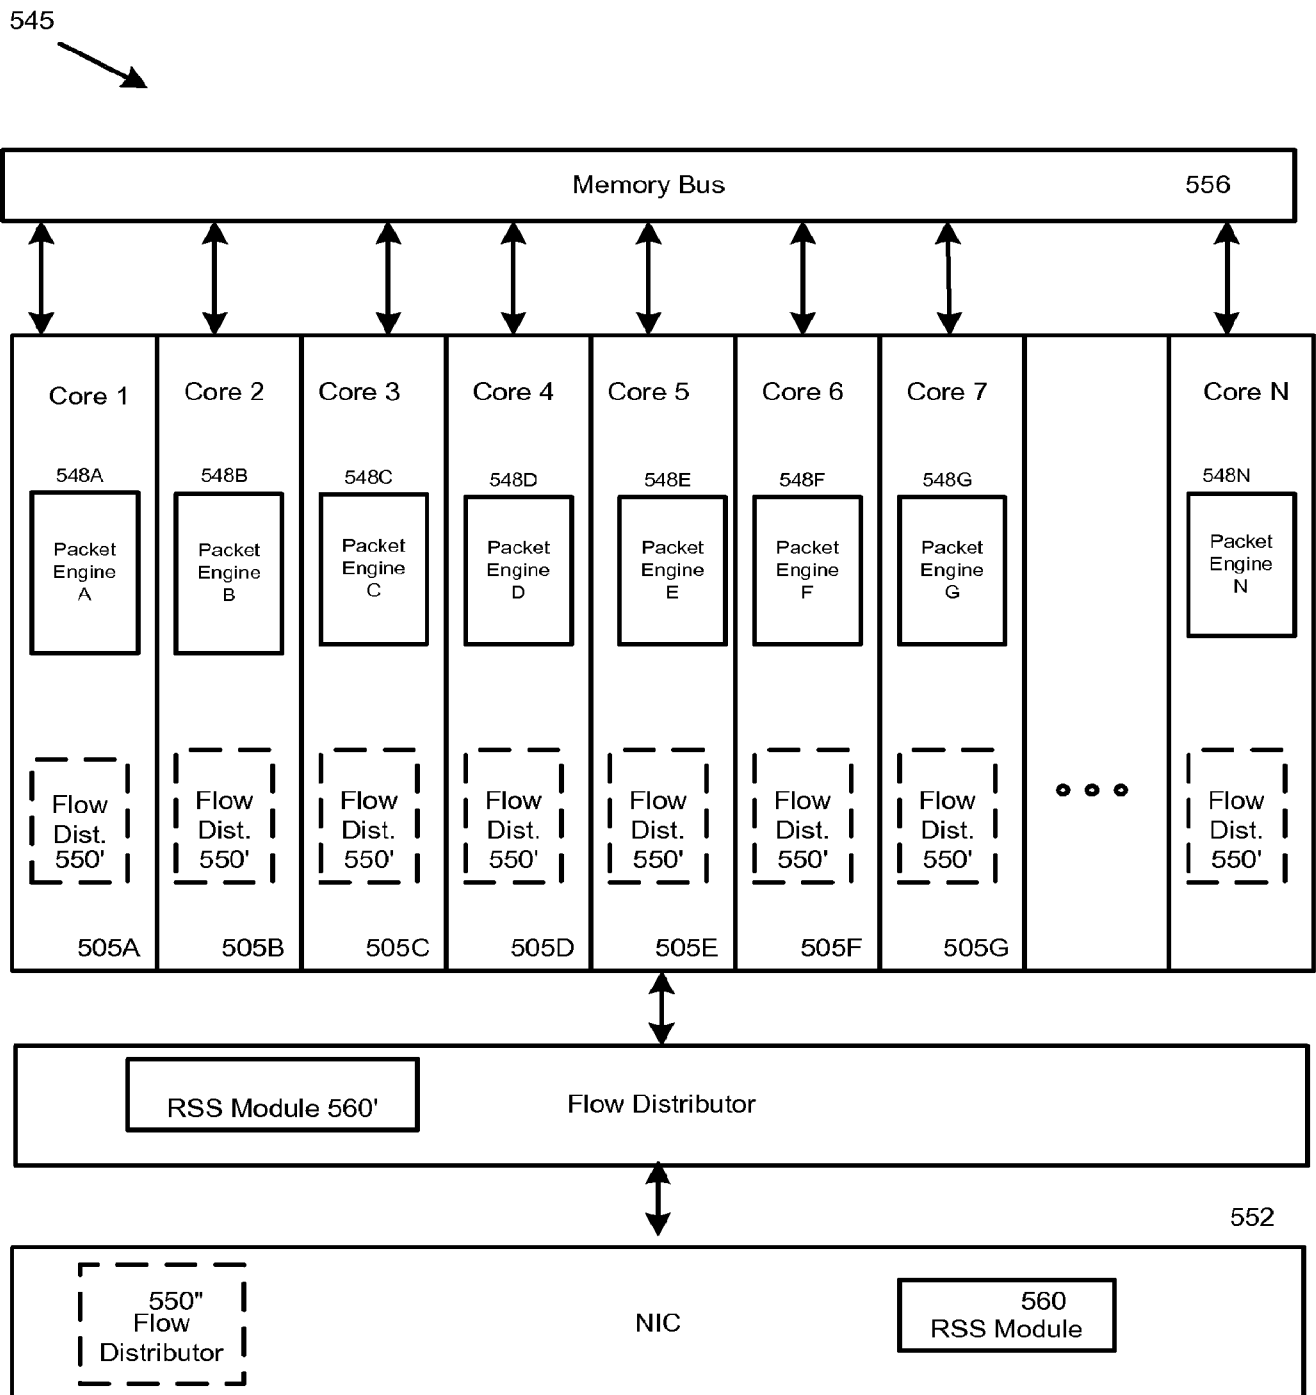 545
Memory Bus 556
Core 1 Core 2 Core 3 Core 4 Core 5 Core 6 Core 7 Core N
548A 548B 548C 548D 548E 548F 548G 548N
Packet Packet Packet Packet Packet Packet Packet Packet
Engine Engine Engine Engine Engine Engine Engine Engine
A B C D E F G N
Flow Flow Flow Flow Flow Flow Flow Flow
Dist. Dist. Dist. Dist. Dist. Dist. Dist. Dist.
550' 550' 550' 550' 550' 550' 550' 550'
505A 505B 505C 505D 505E 505F 505G
RSS Module 560' Flow Distributor
552
550" 560
Flow NIC RSS Module
Distributor